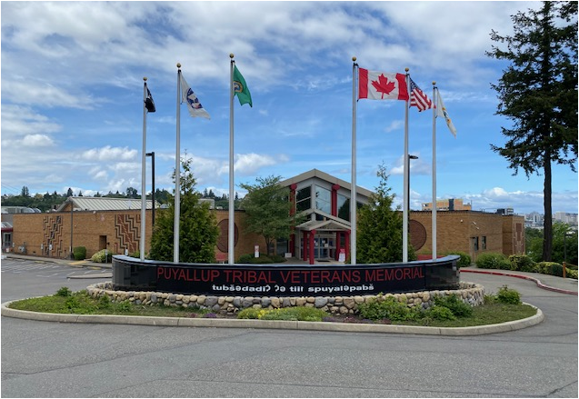 PUYALLUP TRIBAL VETERANS MEMORIAL
tubšədadiʔ ʔə tiił spuyaləpabš